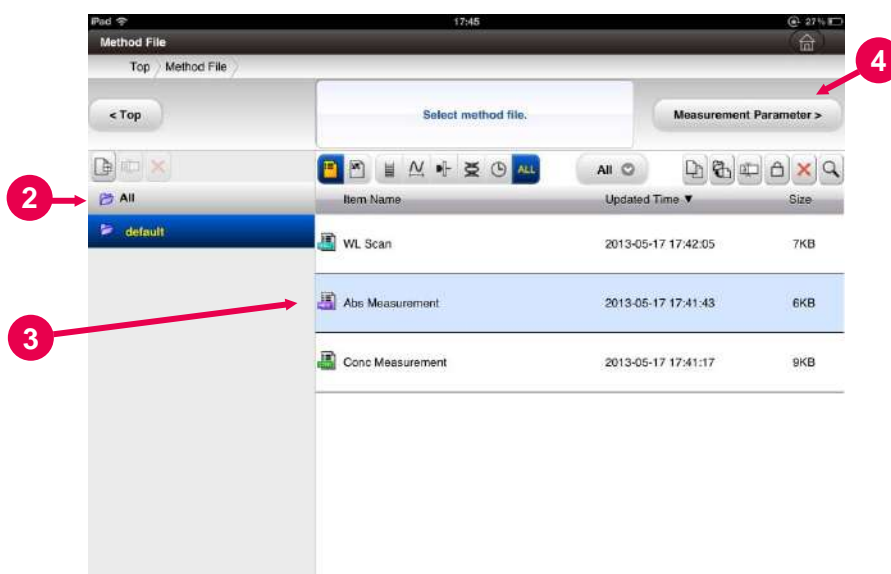 iPad 17:45 27%
Method File
Top Method File
4
< Top Select method file. Measurement Parameter >
ALL All
2 All Item Name Updated Time ▼ Size
default
WL Scan 2013-05-17 17:42:05 7KB
3 Abs Measurement 2013-05-17 17:41:43 6KB
Conc Measurement 2013-05-17 17:41:17 9KB